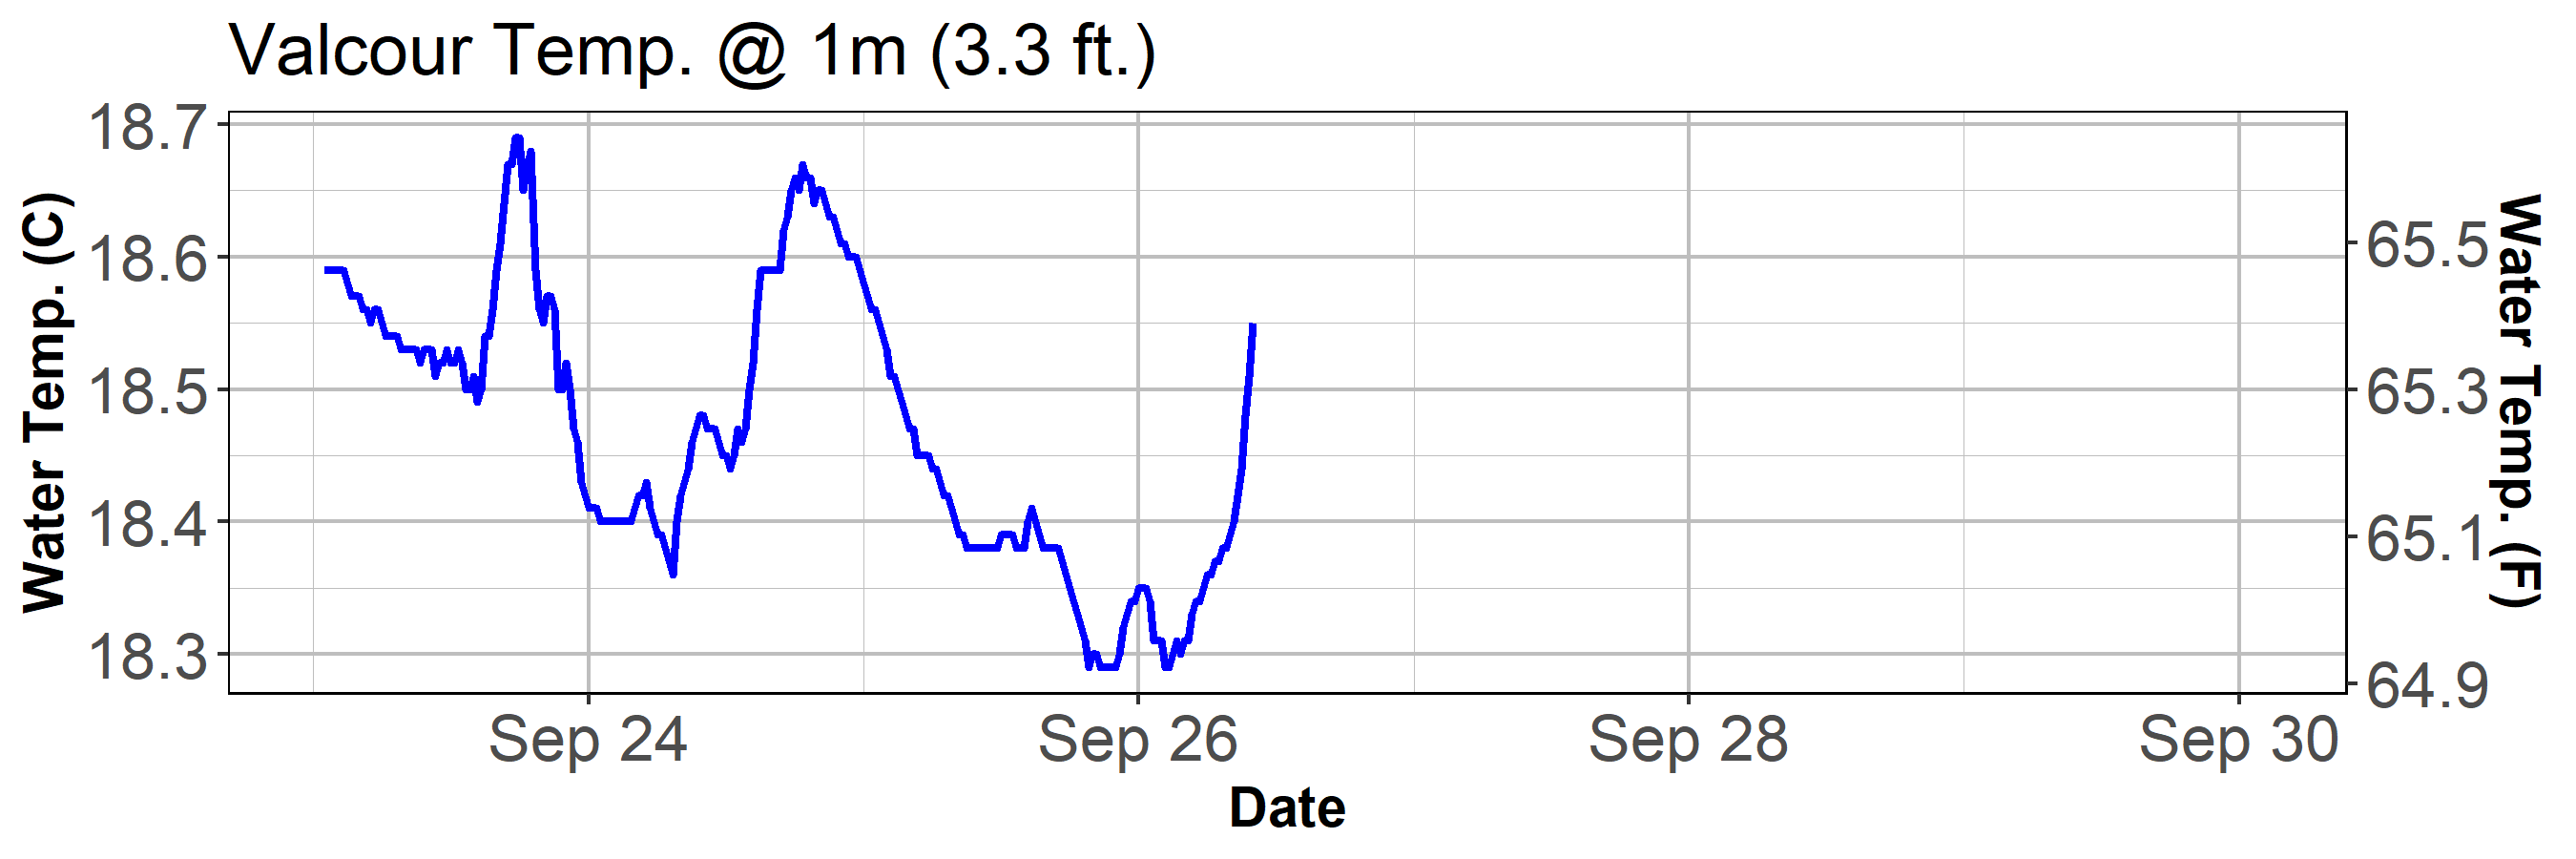 Valcour Temp. @ 1m (3.3 ft.)
Water Temp. (C)
18.7
18.6
18.5
18.4
18.3
65.5
65.3
65.1
64.9
Water Temp. (F)
Sep 24 Sep 26 Sep 28 Sep 30
Date